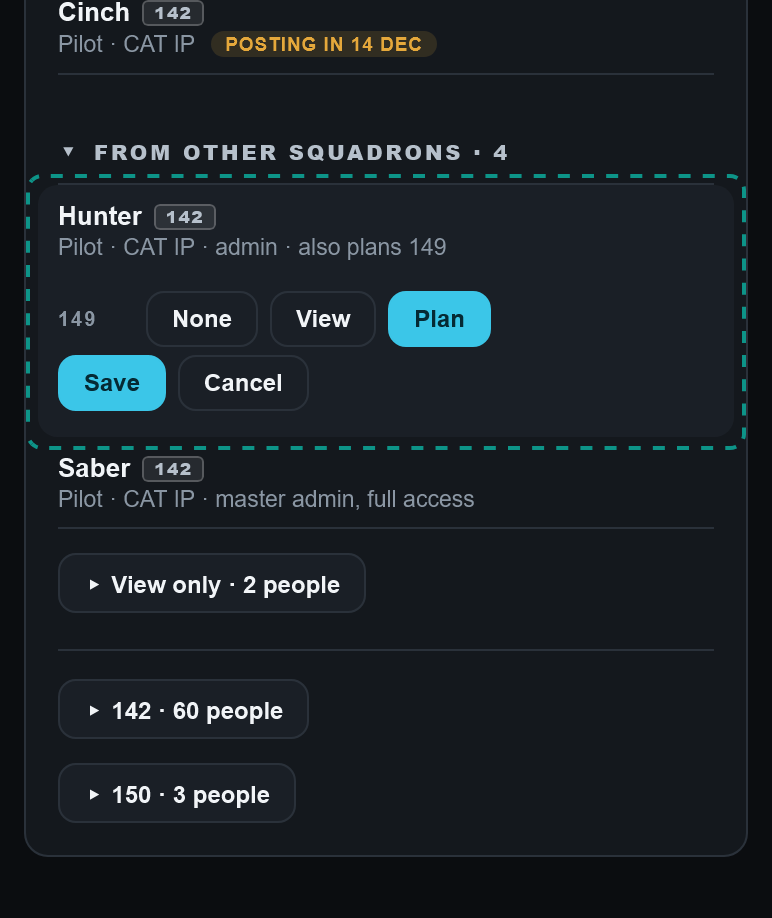 Cinch 142
Pilot · CAT IP POSTING IN 14 DEC
▼ FROM OTHER SQUADRONS · 4
Hunter 142
Pilot · CAT IP · admin · also plans 149
149 None View Plan
Save Cancel
Saber 142
Pilot · CAT IP · master admin, full access
▶ View only · 2 people
▶ 142 · 60 people
▶ 150 · 3 people